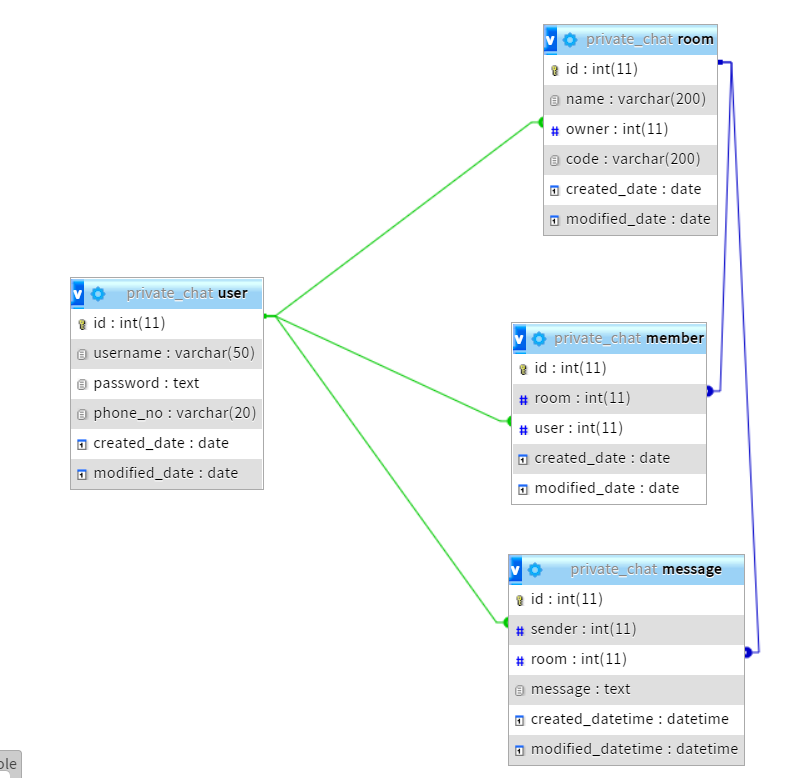 v private_chat room
id : int(11)
name : varchar(200)
# owner : int(11)
code : varchar(200)
created_date : date
modified_date : date
v private_chat user
id : int(11)
username : varchar(50)
password : text
phone_no : varchar(20)
created_date : date
modified_date : date
v private_chat member
id : int(11)
# room : int(11)
# user : int(11)
created_date : date
modified_date : date
v private_chat message
id : int(11)
# sender : int(11)
# room : int(11)
message : text
created_datetime : datetime
modified_datetime : datetime